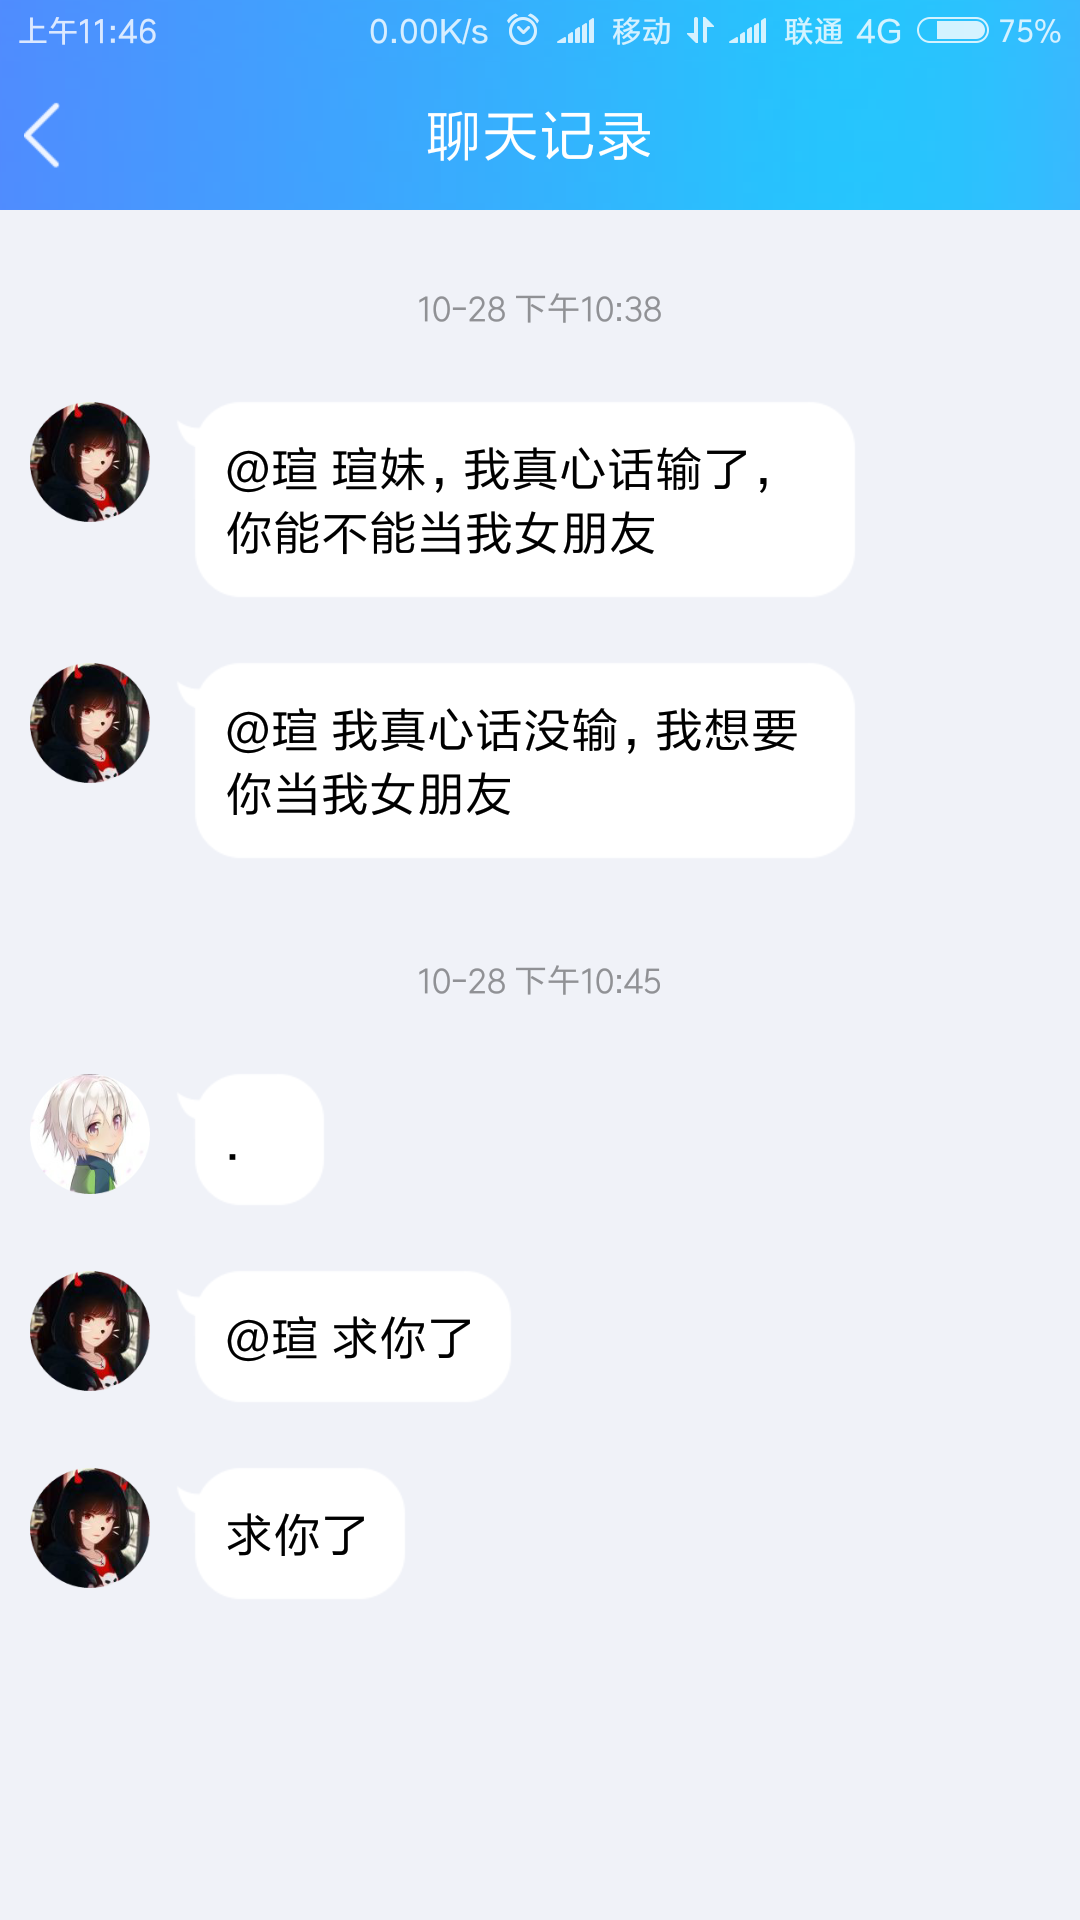 上午11:46 0.00K/s 移动 联通 4G 75%
聊天记录
10-28 下午10:38
@瑄 瑄妹，我真心话输了，
你能不能当我女朋友
@瑄 我真心话没输，我想要
你当我女朋友
10-28 下午10:45
.
@瑄 求你了
求你了